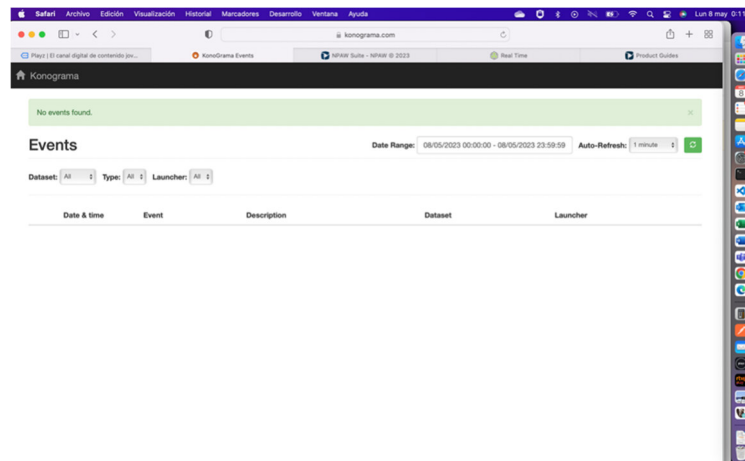 Safari Archivo Edición Visualización Historial Marcadores Desarrollo Ventana Ayuda Lun 8 may 0:11
konograma.com
Playz | El canal digital de contenido jov... KonoGrama Events NPAW Suite - NPAW © 2023 Real Time Product Guides
Konograma
No events found. ×
Events Date Range: 08/05/2023 00:00:00 - 08/05/2023 23:59:59 Auto-Refresh: 1 minute
Dataset: All Type: All Launcher: All
Date & time Event Description Dataset Launcher